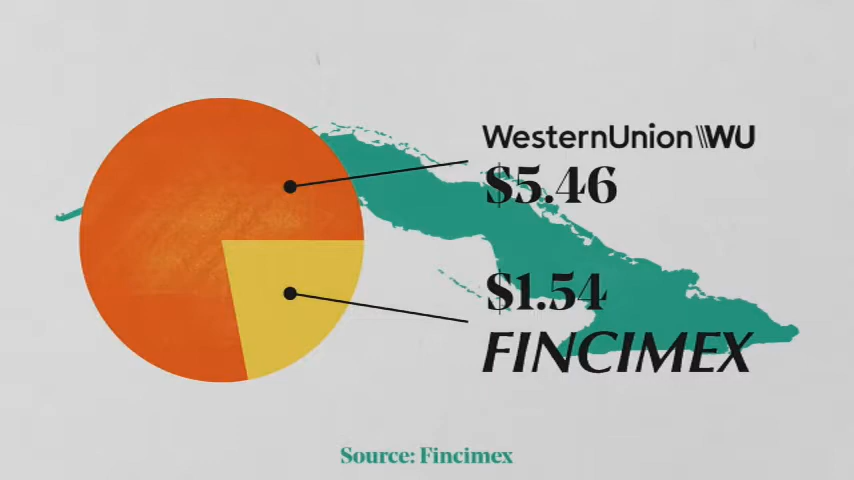 WesternUnion WU
$5.46
$1.54
FINCIMEX
Source: Fincimex